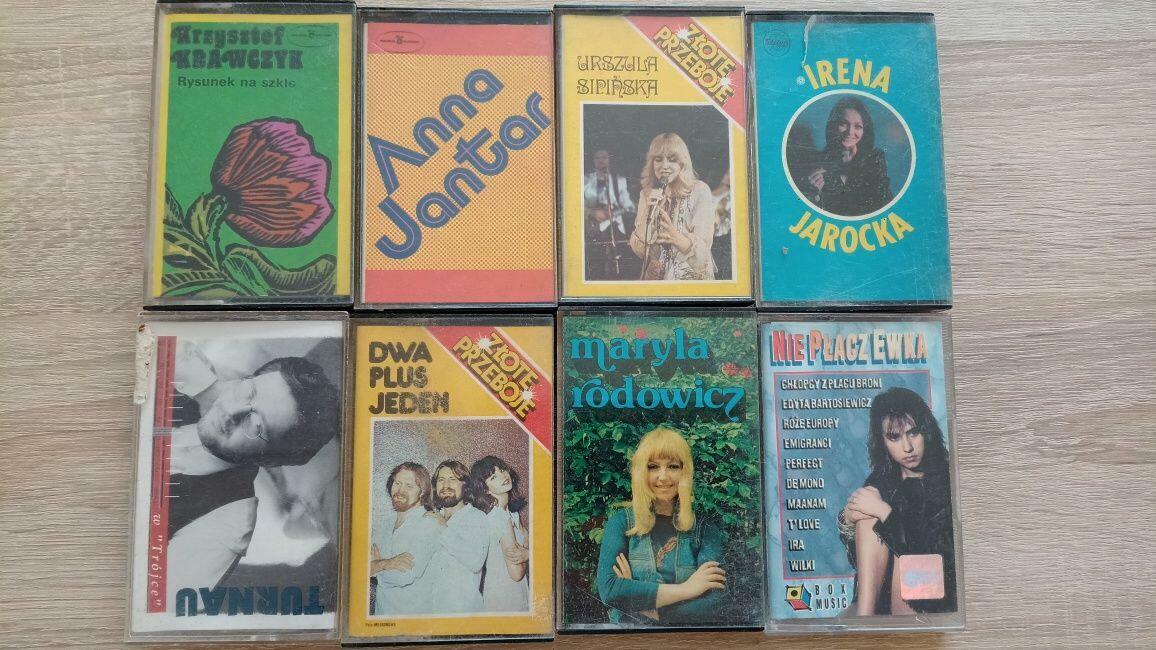 Krzysztof
KRAWCZYK
Rysunek na szkle
Anna
Jantar
ZŁOTE
PRZEBOJE
URSZULA
SIPIŃSKA
IRENA
JAROCKA
w "Trójce"
TURNAU
ZŁOTE
PRZEBOJE
DWA
PLUS
JEDEN
maryla
rodowicz
NIE PŁACZ EWKA
CHŁOPCY Z PLACU BRONI
EDYTA BARTOSIEWICZ
RÓŻE EUROPY
EMIGRANCI
PERFECT
DE MONO
MAANAM
T'LOVE
IRA
WILKI
BOX
MUSIC